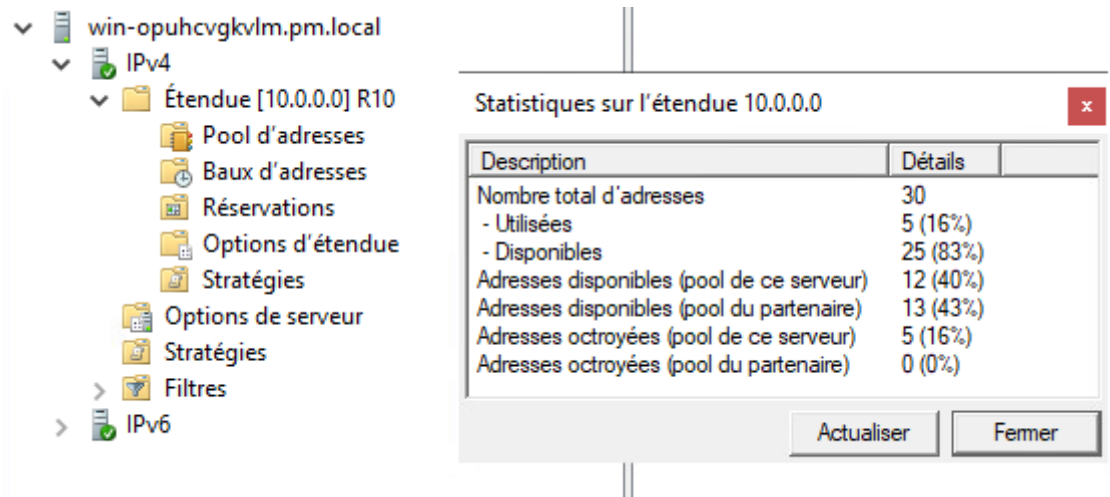 win-opuhcvgkvlm.pm.local
IPv4
Étendue [10.0.0.0] R10
Pool d'adresses
Baux d'adresses
Réservations
Options d'étendue
Stratégies
Options de serveur
Stratégies
Filtres
IPv6
Statistiques sur l'étendue 10.0.0.0
x
Description Détails
Nombre total d'adresses 30
- Utilisées 5 (16%)
- Disponibles 25 (83%)
Adresses disponibles (pool de ce serveur) 12 (40%)
Adresses disponibles (pool du partenaire) 13 (43%)
Adresses octroyées (pool de ce serveur) 5 (16%)
Adresses octroyées (pool du partenaire) 0 (0%)
Actualiser Fermer